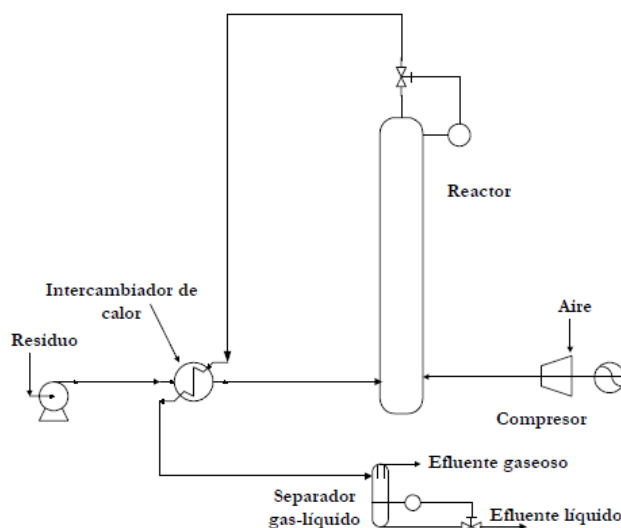 Reactor
Intercambiador de
calor
Residuo
Aire
Compresor
Efluente gaseoso
Separador
gas-líquido
Efluente líquido